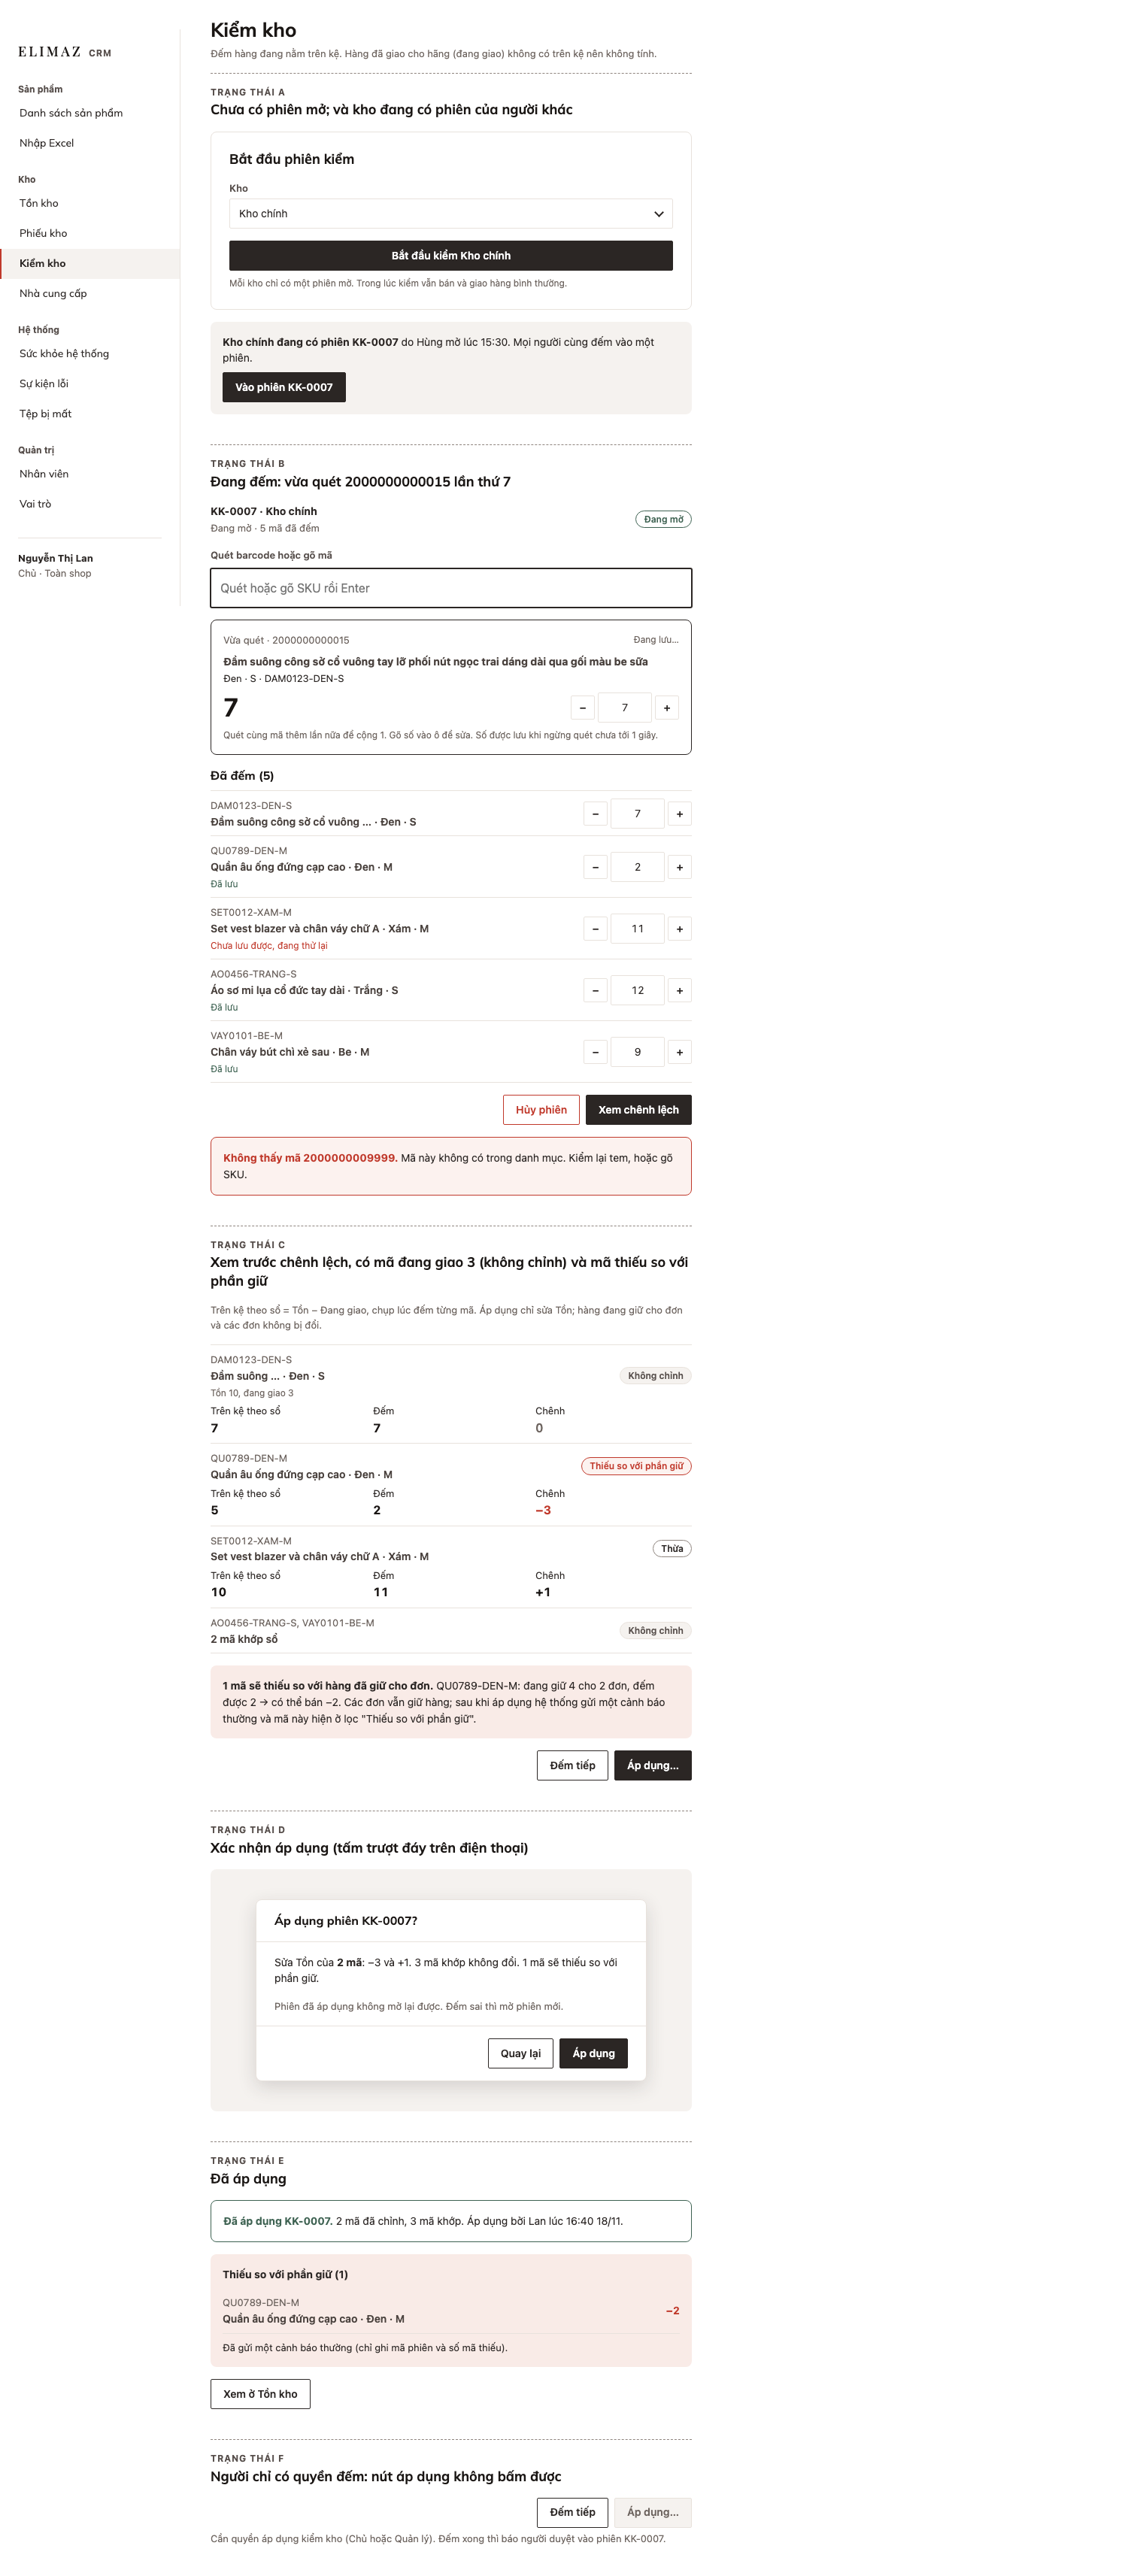 ELIMAZ CRM
Sản phẩm
Danh sách sản phẩm
Nhập Excel
Kho
Tồn kho
Phiếu kho
Kiểm kho
Nhà cung cấp
Hệ thống
Sức khỏe hệ thống
Sự kiện lỗi
Tệp bị mất
Quản trị
Nhân viên
Vai trò
Nguyễn Thị Lan
Chủ · Toàn shop
Kiểm kho
Đếm hàng đang nằm trên kệ. Hàng đã giao cho hãng (đang giao) không có trên kệ nên không tính.
TRẠNG THÁI A
Chưa có phiên mở; và kho đang có phiên của người khác
Bắt đầu phiên kiểm
Kho
Kho chính
Bắt đầu kiểm Kho chính
Mỗi kho chỉ có một phiên mở. Trong lúc kiểm vẫn bán và giao hàng bình thường.
Kho chính đang có phiên KK-0007 do Hùng mở lúc 15:30. Mọi người cùng đếm vào một
phiên.
Vào phiên KK-0007
TRẠNG THÁI B
Đang đếm: vừa quét 2000000000015 lần thứ 7
KK-0007 · Kho chính
Đang mở · 5 mã đã đếm
Đang mở
Quét barcode hoặc gõ mã
Quét hoặc gõ SKU rồi Enter
Vừa quét · 2000000000015
Đang lưu...
Đầm suông công sở cổ vuông tay lỡ phối nút ngọc trai dáng dài qua gối màu be sữa
Đen · S · DAM0123-DEN-S
7
− 7 +
Quét cùng mã thêm lần nữa để cộng 1. Gõ số vào ô để sửa. Số được lưu khi ngừng quét chưa tới 1 giây.
Đã đếm (5)
DAM0123-DEN-S
Đầm suông công sở cổ vuông ... · Đen · S
− 7 +
QU0789-DEN-M
Quần âu ống đứng cạp cao · Đen · M
Đã lưu
− 2 +
SET0012-XAM-M
Set vest blazer và chân váy chữ A · Xám · M
Chưa lưu được, đang thử lại
− 11 +
AO0456-TRANG-S
Áo sơ mi lụa cổ đức tay dài · Trắng · S
Đã lưu
− 12 +
VAY0101-BE-M
Chân váy bút chì xẻ sau · Be · M
Đã lưu
− 9 +
Hủy phiên
Xem chênh lệch
Không thấy mã 2000000009999. Mã này không có trong danh mục. Kiểm lại tem, hoặc gõ
SKU.
TRẠNG THÁI C
Xem trước chênh lệch, có mã đang giao 3 (không chỉnh) và mã thiếu so với
phần giữ
Trên kệ theo sổ = Tồn − Đang giao, chụp lúc đếm từng mã. Áp dụng chỉ sửa Tồn; hàng đang giữ cho đơn
và các đơn không bị đổi.
DAM0123-DEN-S
Đầm suông ... · Đen · S
Tồn 10, đang giao 3
Không chỉnh
Trên kệ theo sổ
Đếm
Chênh
7
7
0
QU0789-DEN-M
Quần âu ống đứng cạp cao · Đen · M
Thiếu so với phần giữ
Trên kệ theo sổ
Đếm
Chênh
5
2
−3
SET0012-XAM-M
Set vest blazer và chân váy chữ A · Xám · M
Thừa
Trên kệ theo sổ
Đếm
Chênh
10
11
+1
AO0456-TRANG-S, VAY0101-BE-M
2 mã khớp sổ
Không chỉnh
1 mã sẽ thiếu so với hàng đã giữ cho đơn. QU0789-DEN-M: đang giữ 4 cho 2 đơn, đếm
được 2 → có thể bán −2. Các đơn vẫn giữ hàng; sau khi áp dụng hệ thống gửi một cảnh báo
thường và mã này hiện ở lọc "Thiếu so với phần giữ".
Đếm tiếp
Áp dụng...
TRẠNG THÁI D
Xác nhận áp dụng (tấm trượt đáy trên điện thoại)
Áp dụng phiên KK-0007?
Sửa Tồn của 2 mã: −3 và +1. 3 mã khớp không đổi. 1 mã sẽ thiếu so với
phần giữ.
Phiên đã áp dụng không mở lại được. Đếm sai thì mở phiên mới.
Quay lại
Áp dụng
TRẠNG THÁI E
Đã áp dụng
Đã áp dụng KK-0007. 2 mã đã chỉnh, 3 mã khớp. Áp dụng bởi Lan lúc 16:40 18/11.
Thiếu so với phần giữ (1)
QU0789-DEN-M
Quần âu ống đứng cạp cao · Đen · M
−2
Đã gửi một cảnh báo thường (chỉ ghi mã phiên và số mã thiếu).
Xem ở Tồn kho
TRẠNG THÁI F
Người chỉ có quyền đếm: nút áp dụng không bấm được
Đếm tiếp
Áp dụng...
Cần quyền áp dụng kiểm kho (Chủ hoặc Quản lý). Đếm xong thì báo người duyệt vào phiên KK-0007.